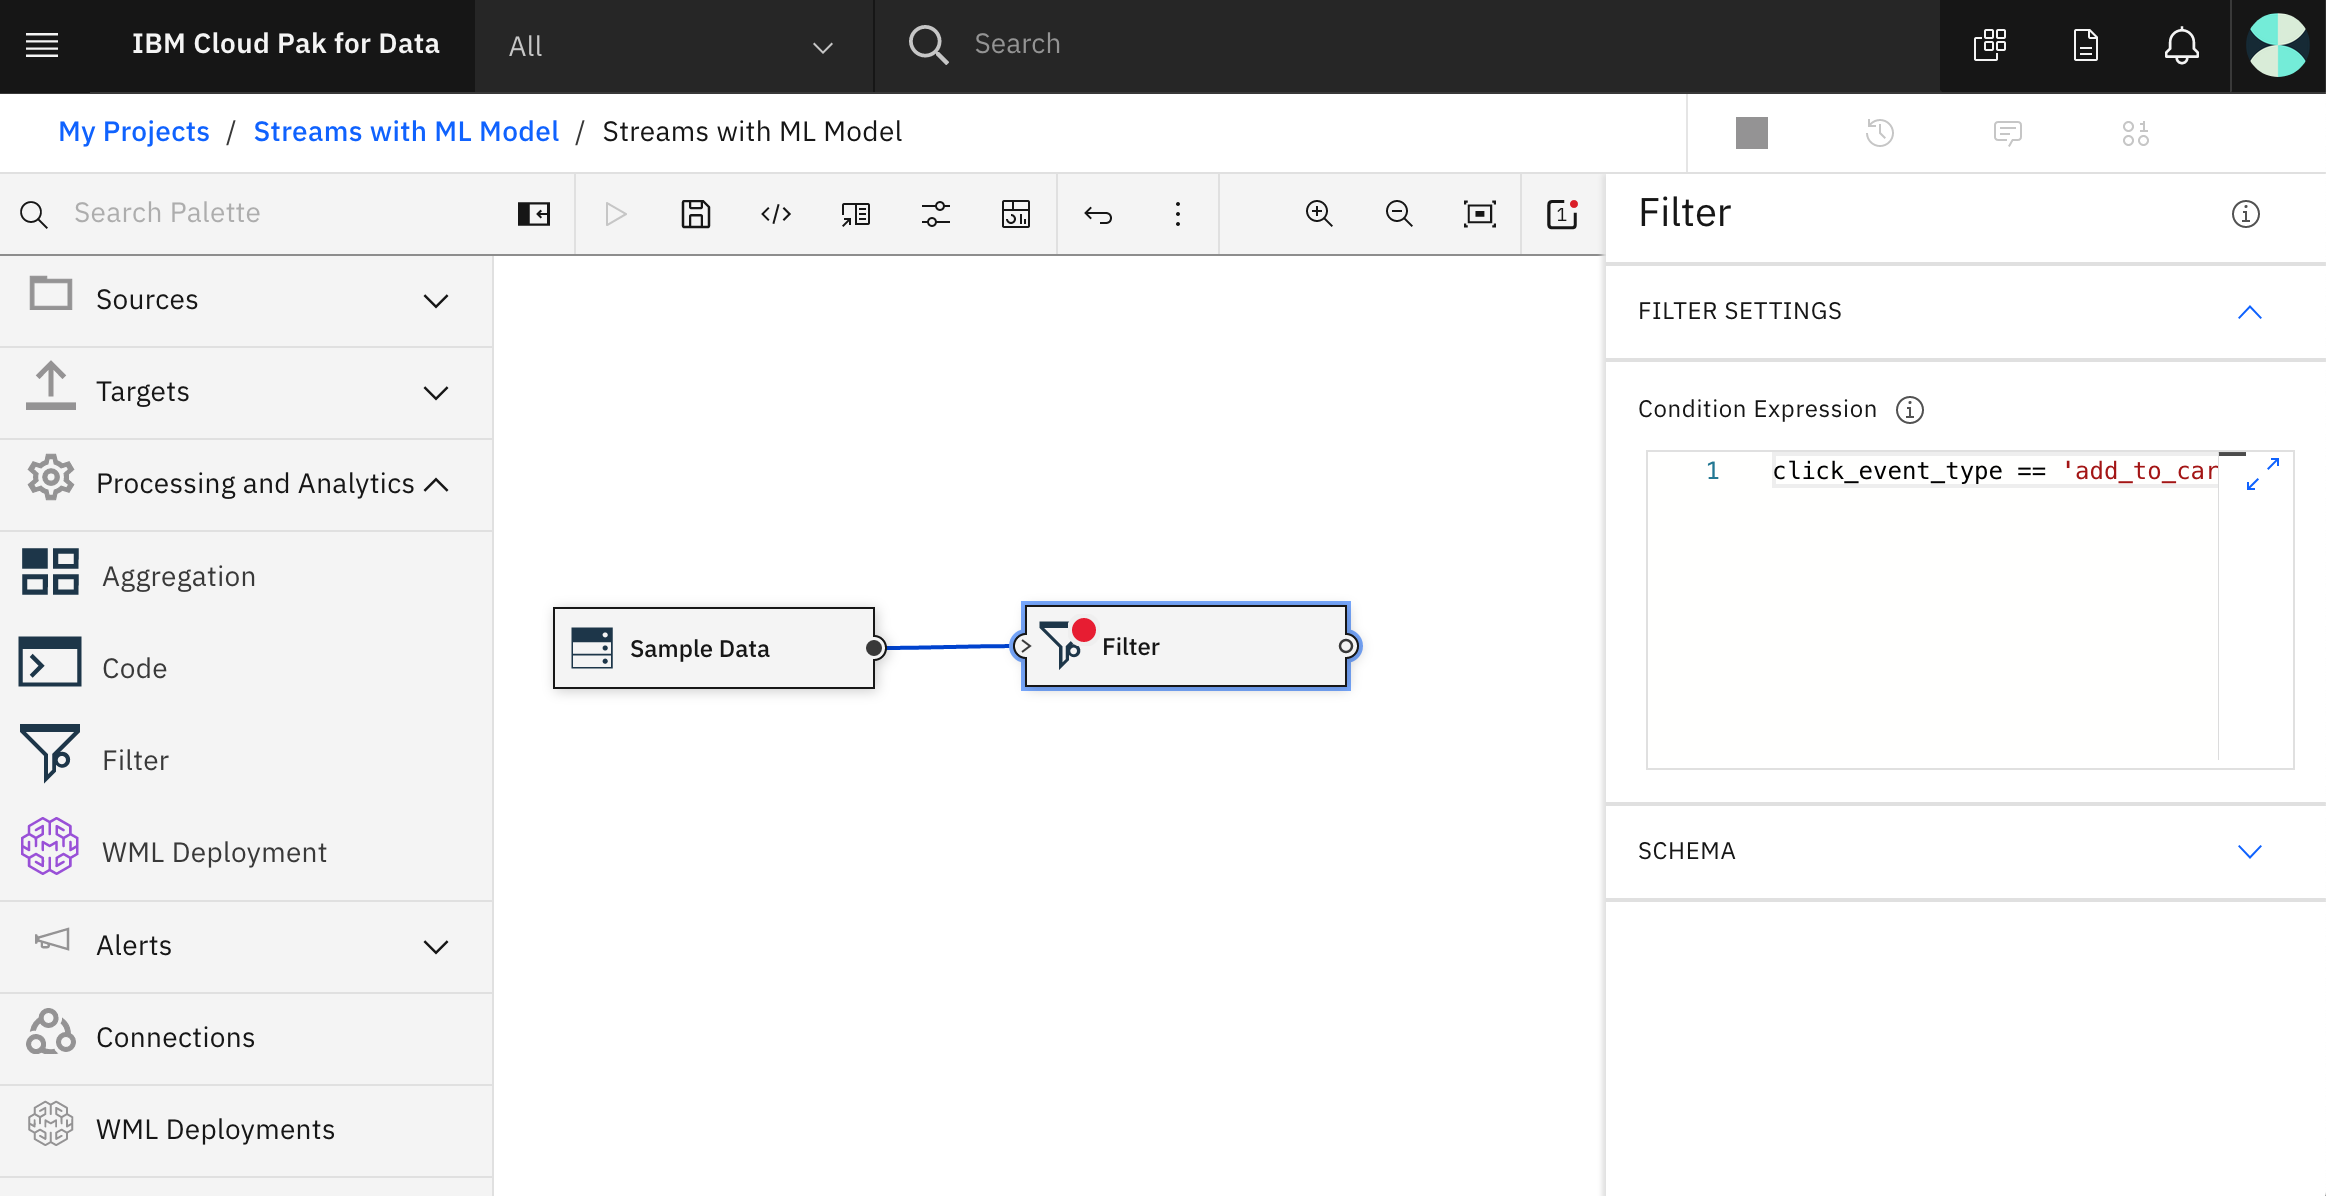 IBM Cloud Pak for Data
All
Search
My Projects / Streams with ML Model / Streams with ML Model
Search Palette
1
Filter
Sources
Targets
Processing and Analytics
Aggregation
Code
Filter
WML Deployment
Alerts
Connections
WML Deployments
Sample Data
Filter
FILTER SETTINGS
Condition Expression
1 click_event_type == 'add_to_car
SCHEMA